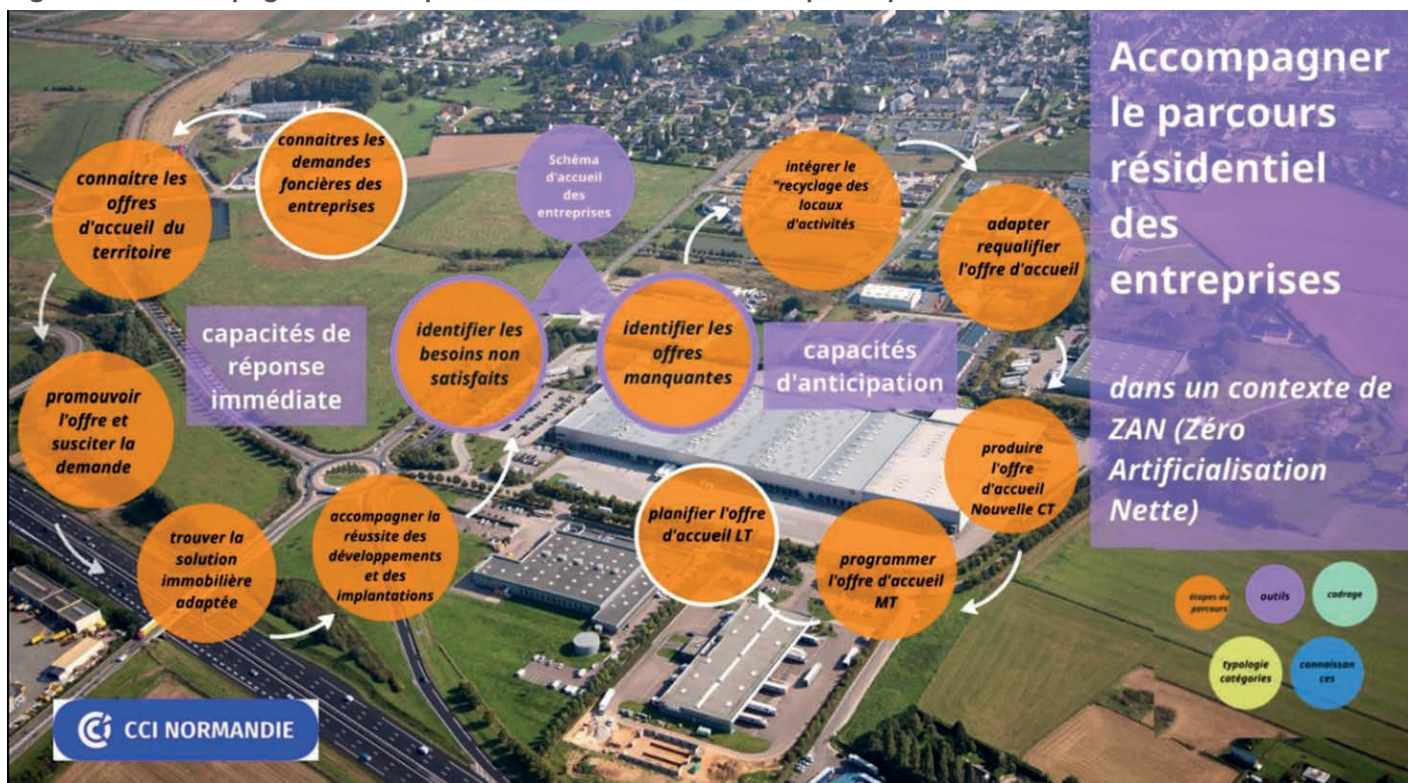 connaitres les
demandes
foncières des
entreprises
connaitre les
offres
d'accueil du
territoire
promouvoir
l'offre et
susciter la
demande
trouver la
solution
immobilière
adaptée
accompagner la
réussite des
développements
et des
implantations
capacités de
réponse
immédiate
identifier les
besoins non
satisfaits
Schéma
d'accueil
des
entreprises
identifier les
offres
manquantes
capacités
d'anticipation
intégrer le
"recyclage des
locaux
d'activités
adapter
requalifier
l'offre d'accueil
produire
l'offre
d'accueil
Nouvelle CT
programmer
l'offre d'accueil
MT
planifier l'offre
d'accueil LT
Accompagner
le parcours
résidentiel
des
entreprises
dans un contexte de
ZAN (Zéro
Artificialisation
Nette)
étapes du
parcours
outils
cadrage
typologie
catégories
connaissan
ces
CCI NORMANDIE